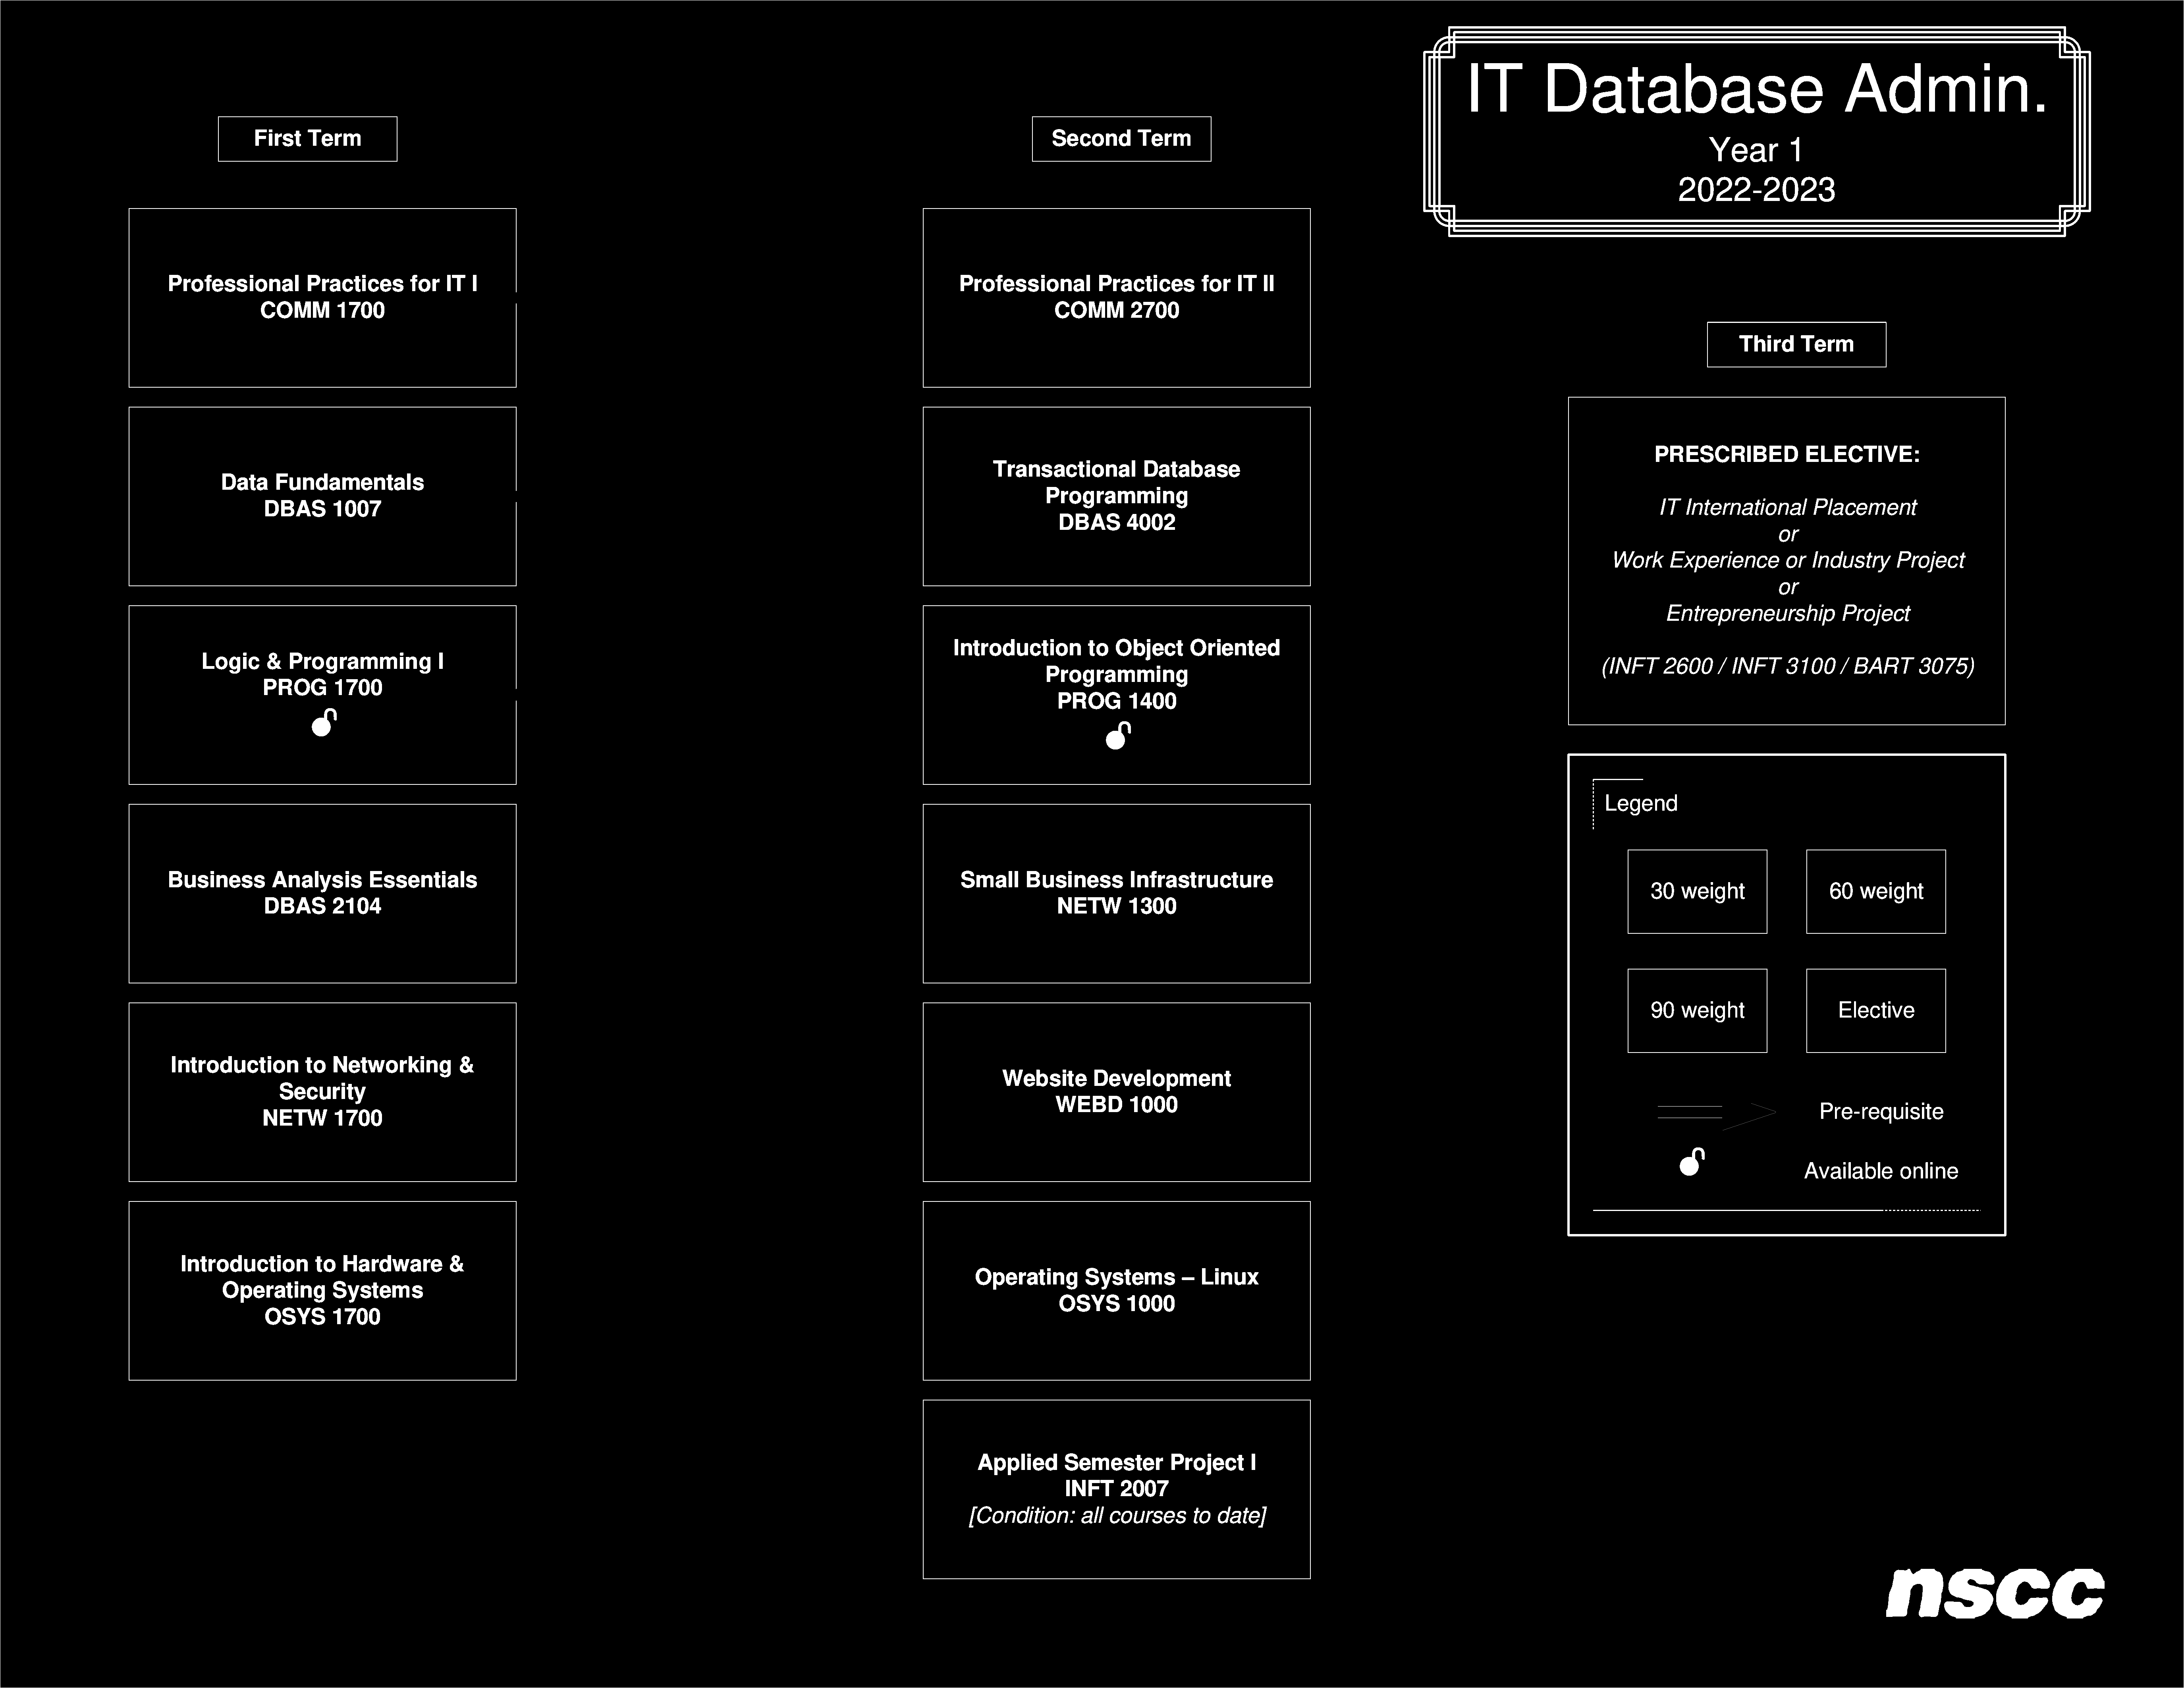 IT Database Admin.
Year 1
2022-2023
First Term
Professional Practices for IT I
COMM 1700
Data Fundamentals
DBAS 1007
Logic & Programming I
PROG 1700
Business Analysis Essentials
DBAS 2104
Introduction to Networking &
Security
NETW 1700
Introduction to Hardware &
Operating Systems
OSYS 1700
Second Term
Professional Practices for IT II
COMM 2700
Transactional Database
Programming
DBAS 4002
Introduction to Object Oriented
Programming
PROG 1400
Small Business Infrastructure
NETW 1300
Website Development
WEBD 1000
Operating Systems – Linux
OSYS 1000
Applied Semester Project I
INFT 2007
[Condition: all courses to date]
Third Term
PRESCRIBED ELECTIVE:
IT International Placement
or
Work Experience or Industry Project
or
Entrepreneurship Project
(INFT 2600 / INFT 3100 / BART 3075)
Legend
30 weight
60 weight
90 weight
Elective
Pre-requisite
Available online
nscc